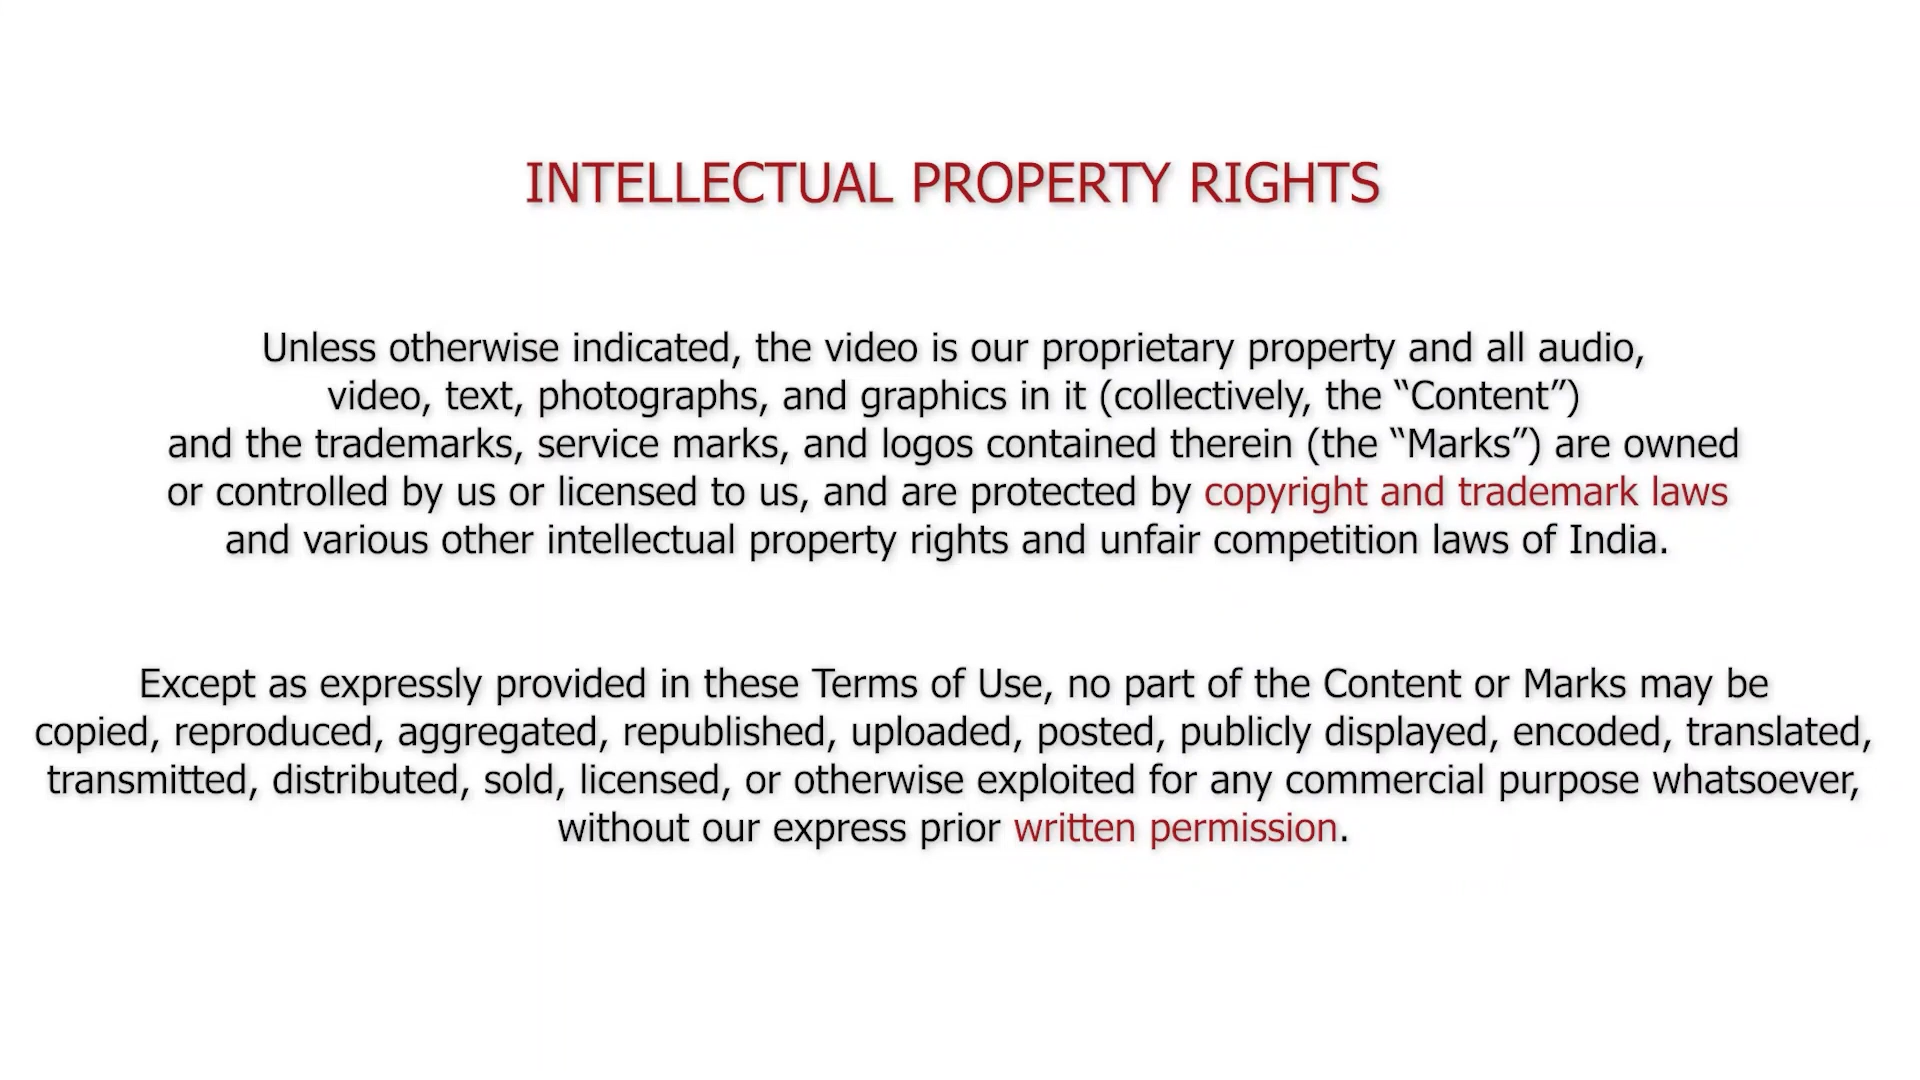 INTELLECTUAL PROPERTY RIGHTS
Unless otherwise indicated, the video is our proprietary property and all audio,
video, text, photographs, and graphics in it (collectively, the “Content”)
and the trademarks, service marks, and logos contained therein (the “Marks”) are owned
or controlled by us or licensed to us, and are protected by copyright and trademark laws
and various other intellectual property rights and unfair competition laws of India.
Except as expressly provided in these Terms of Use, no part of the Content or Marks may be
copied, reproduced, aggregated, republished, uploaded, posted, publicly displayed, encoded, translated,
transmitted, distributed, sold, licensed, or otherwise exploited for any commercial purpose whatsoever,
without our express prior written permission.